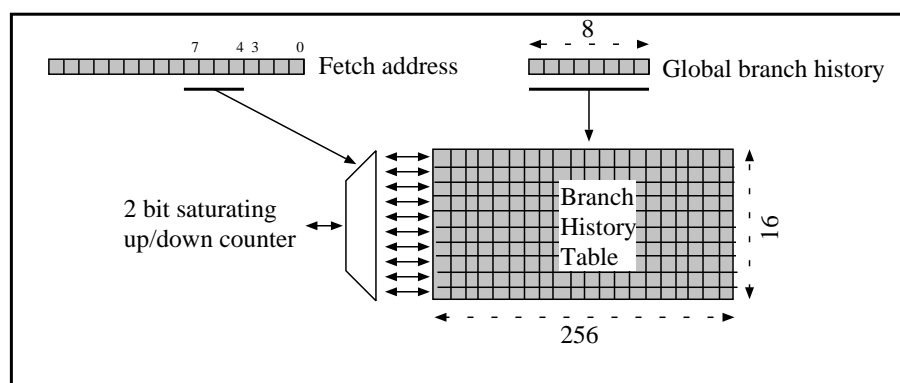 7 4 3 0
8
Fetch address
Global branch history
2 bit saturating
up/down counter
Branch
History
Table
16
256